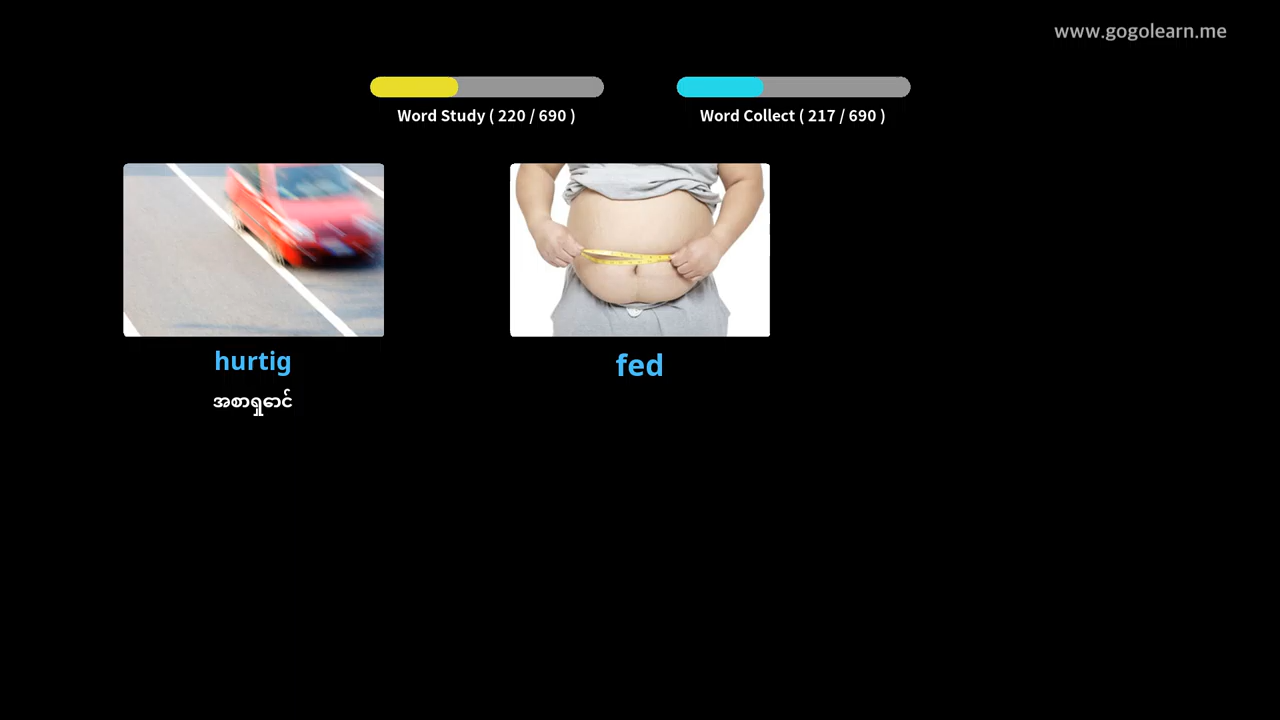 www.gogolearn.me
Word Study ( 220 / 690 )
Word Collect ( 217 / 690 )
hurtig
အစာရှောင်
fed